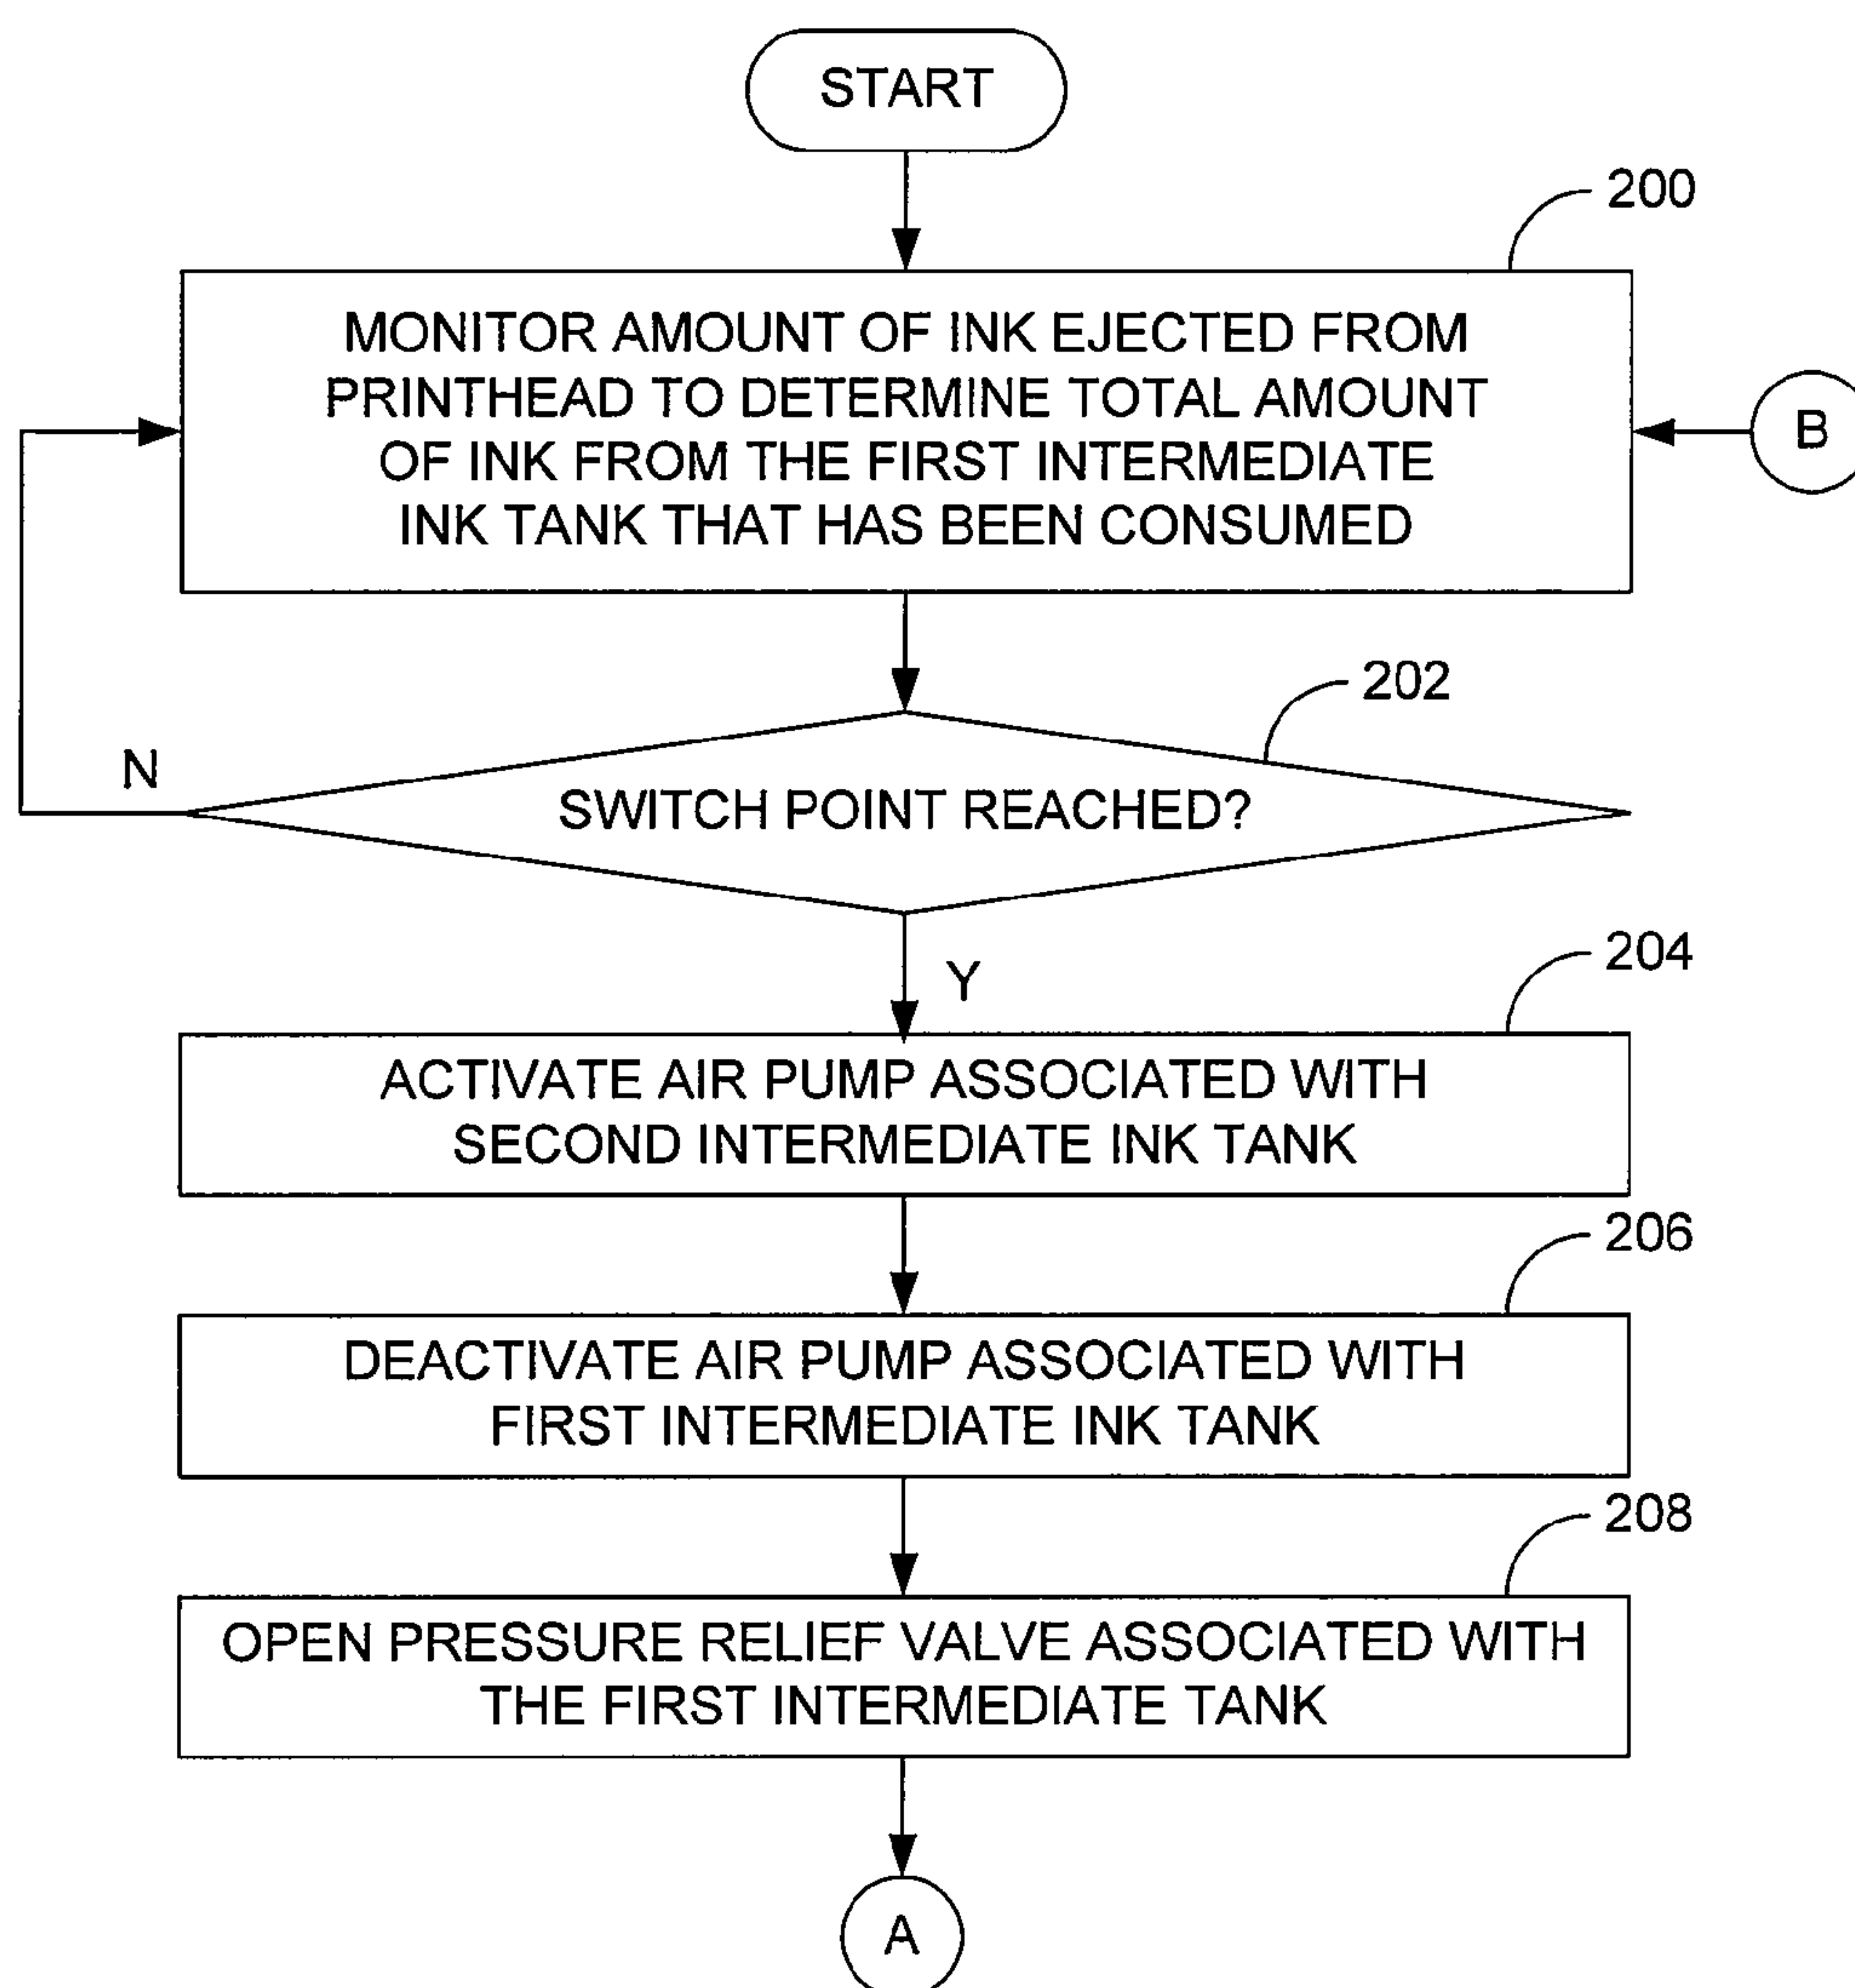 START
200
MONITOR AMOUNT OF INK EJECTED FROM
PRINTHEAD TO DETERMINE TOTAL AMOUNT
OF INK FROM THE FIRST INTERMEDIATE
INK TANK THAT HAS BEEN CONSUMED
B
202
N
SWITCH POINT REACHED?
Y
204
ACTIVATE AIR PUMP ASSOCIATED WITH
SECOND INTERMEDIATE INK TANK
206
DEACTIVATE AIR PUMP ASSOCIATED WITH
FIRST INTERMEDIATE INK TANK
208
OPEN PRESSURE RELIEF VALVE ASSOCIATED WITH
THE FIRST INTERMEDIATE TANK
A